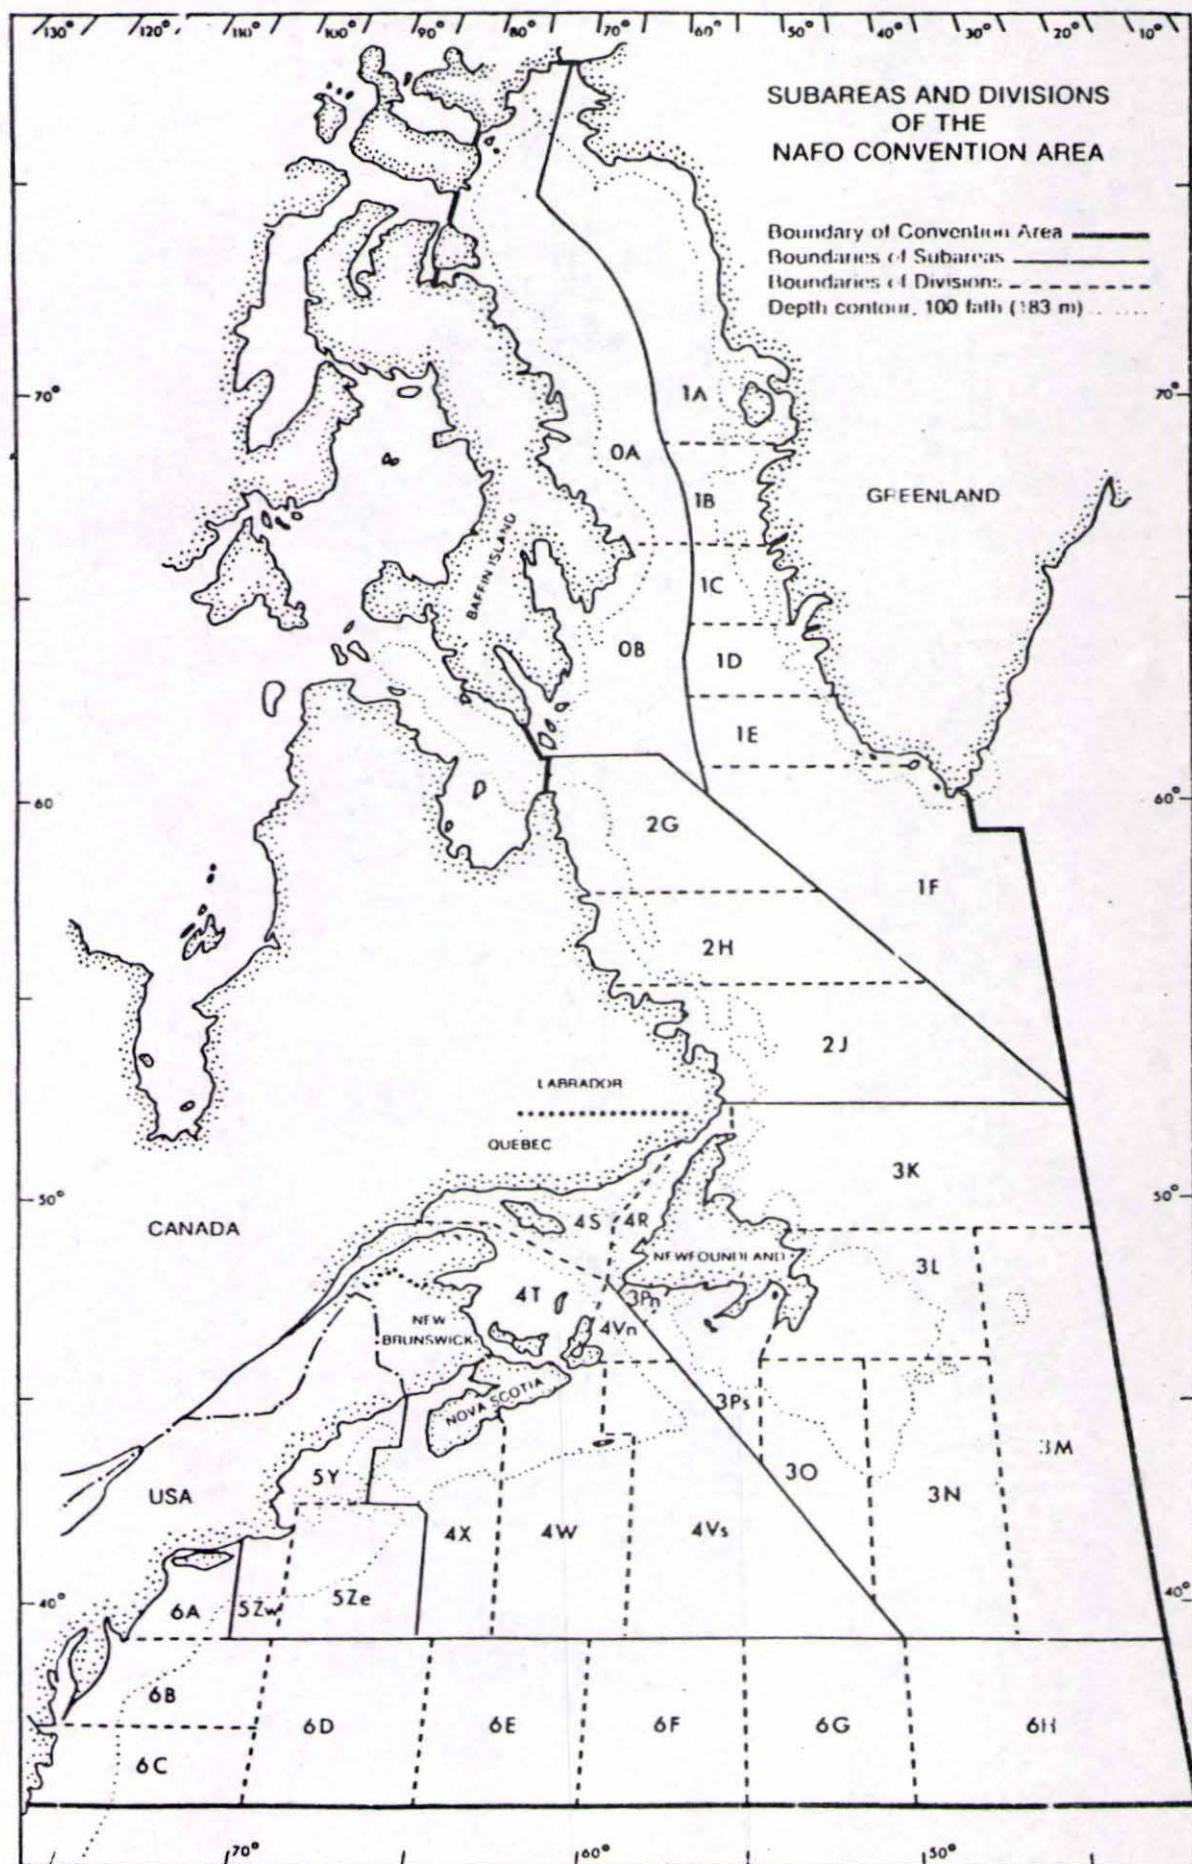 130° 120° 110° 100° 90° 80° 70° 60° 50° 40° 30° 20° 10°
SUBAREAS AND DIVISIONS
OF THE
NAFO CONVENTION AREA
Boundary of Convention Area
Boundaries of Subareas
Boundaries of Divisions
Depth contour, 100 fath (183 m)
70° 1A 70°
0A
1B GREENLAND
BAFFIN ISLAND
1C
0B 1D
1E
60 60°
2G
1F
2H
2J
LABRADOR
QUEBEC
3K
50° 50°
CANADA 4S 4R
NEWFOUNDLAND 3L
4T 3Pn
NEW
BRUNSWICK
4Vn
NOVA SCOTIA
3Ps
3M
5Y 3O
USA 3N
4X 4W 4Vs
40° 40°
6A 5Zw 5Ze
6B
6D 6E 6F 6G 6H
6C
70° 60° 50°